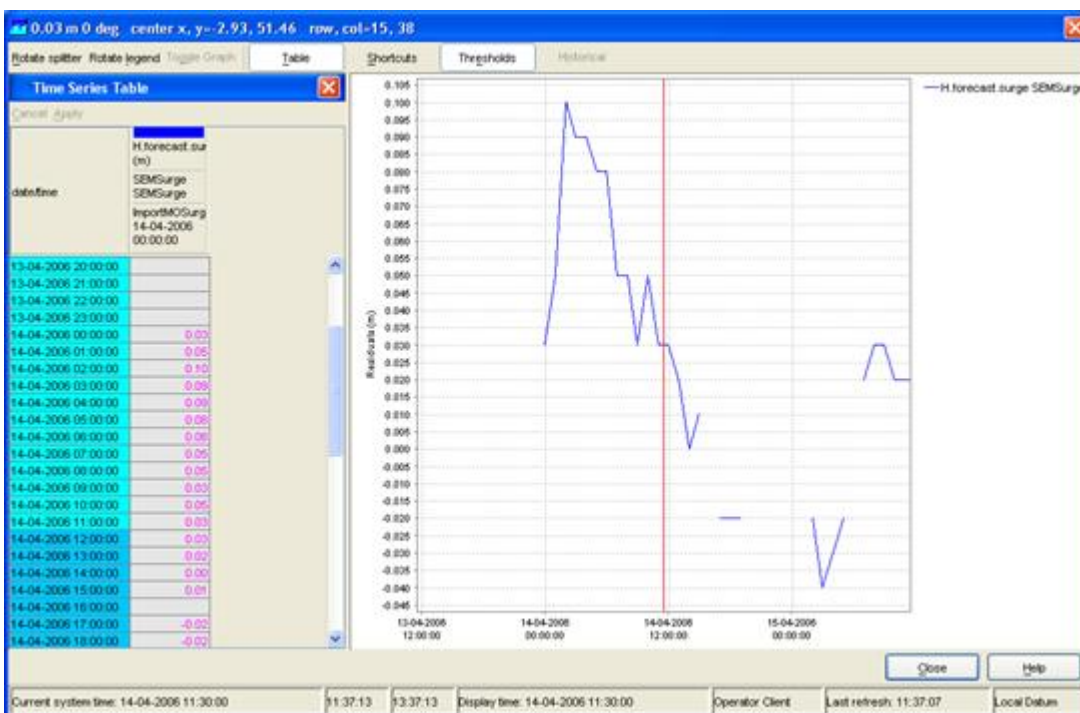 0.03 m 0 deg center x, y=-2.93, 51.46 row, col=15, 38
Rotate splitter Rotate legend Toggle Graph Table Shortcuts Thresholds Historical
Time Series Table
Cancel Apply
date/time
H.forecast.sur
(m)
SEMSurge
SEMSurge
ImportMOSurg
14-04-2006
00:00:00
13-04-2006 20:00:00
13-04-2006 21:00:00
13-04-2006 22:00:00
13-04-2006 23:00:00
14-04-2006 00:00:00 0.03
14-04-2006 01:00:00 0.05
14-04-2006 02:00:00 0.10
14-04-2006 03:00:00 0.09
14-04-2006 04:00:00 0.09
14-04-2006 05:00:00 0.08
14-04-2006 06:00:00 0.08
14-04-2006 07:00:00 0.05
14-04-2006 08:00:00 0.05
14-04-2006 09:00:00 0.03
14-04-2006 10:00:00 0.05
14-04-2006 11:00:00 0.03
14-04-2006 12:00:00 0.03
14-04-2006 13:00:00 0.02
14-04-2006 14:00:00 0.00
14-04-2006 15:00:00 0.01
14-04-2006 16:00:00
14-04-2006 17:00:00 -0.02
14-04-2006 18:00:00 -0.02
Residuals (m)
0.105
0.100
0.095
0.090
0.085
0.080
0.075
0.070
0.065
0.060
0.055
0.050
0.045
0.040
0.035
0.030
0.025
0.020
0.015
0.010
0.005
0.000
-0.005
-0.010
-0.015
-0.020
-0.025
-0.030
-0.035
-0.040
-0.045
13-04-2006 14-04-2006 14-04-2006 15-04-2006
12:00:00 00:00:00 12:00:00 00:00:00
H.forecast.surge SEMSurge
Close Help
Current system time: 14-04-2006 11:30:00 11:37:13 13:37:13 Display time: 14-04-2006 11:30:00 Operator Client Last refresh: 11:37:07 Local Datum